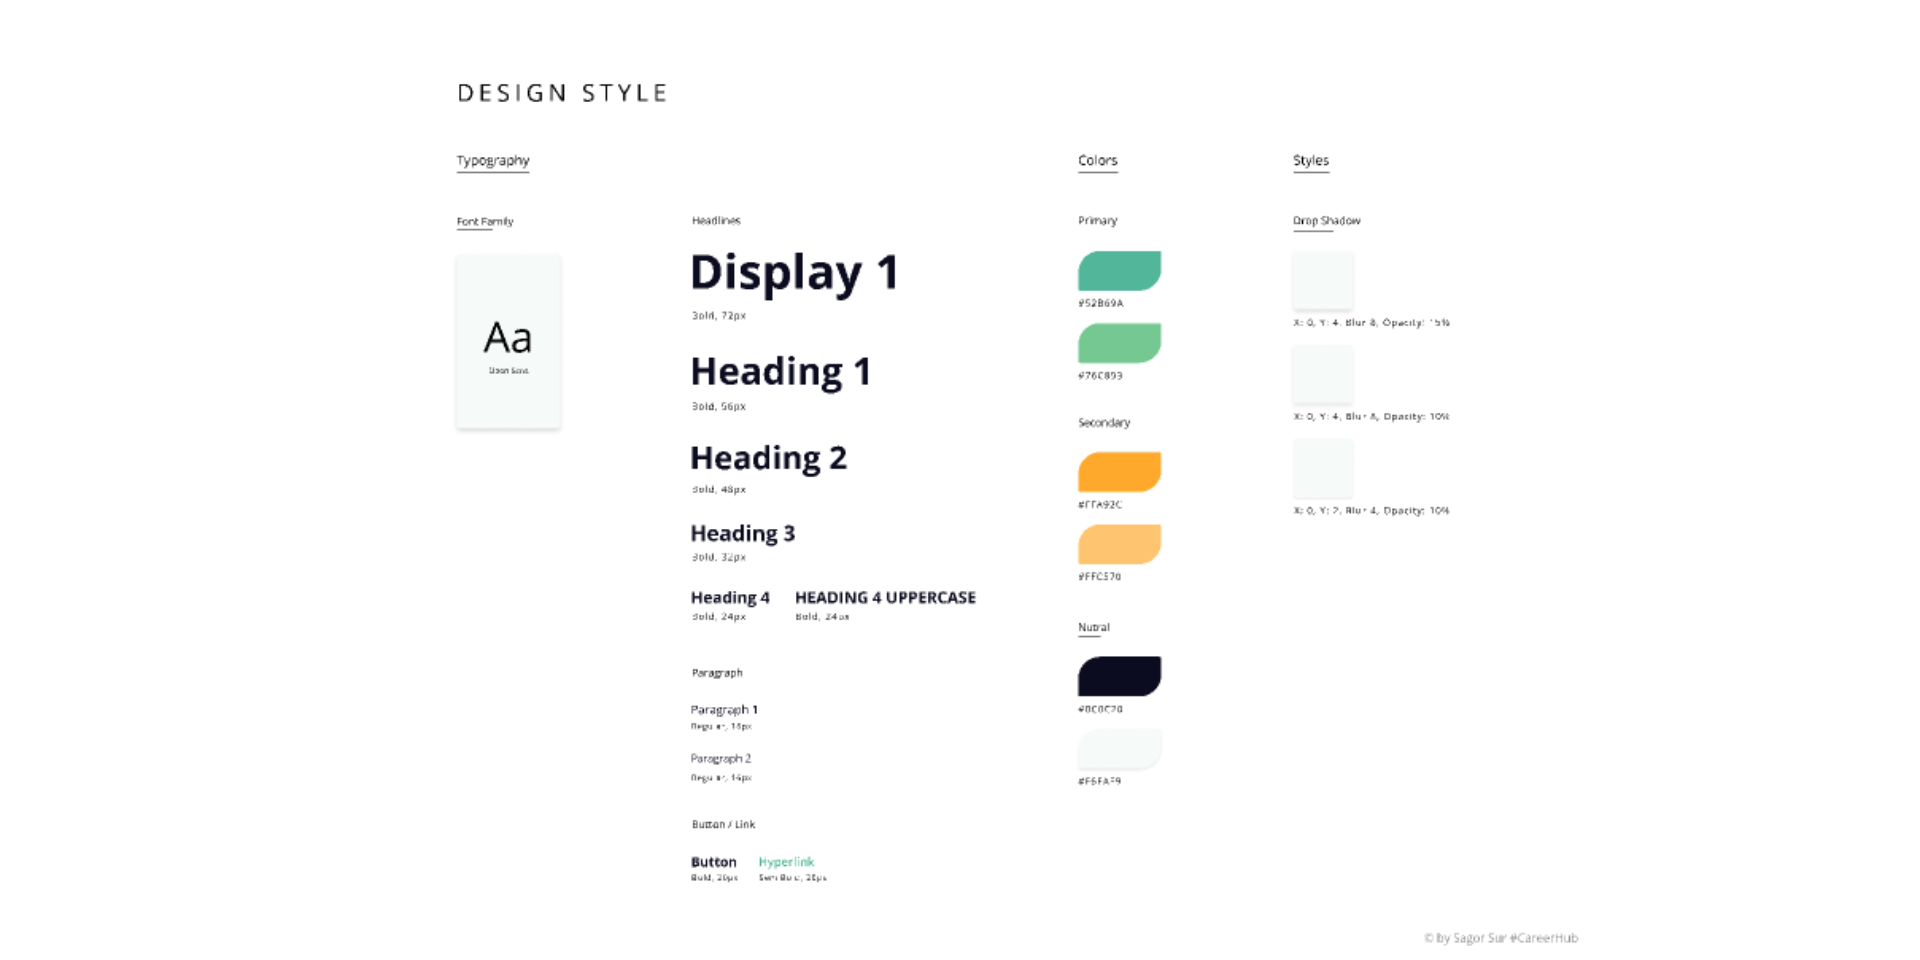 DESIGN STYLE
Typography
Font Family
Aa
Open Sans
Headlines
Display 1
Bold, 72px
Heading 1
Bold, 56px
Heading 2
Bold, 48px
Heading 3
Bold, 32px
Heading 4
Bold, 24px
HEADING 4 UPPERCASE
Bold, 24px
Paragraph
Paragraph 1
Regular, 18px
Paragraph 2
Regular, 16px
Button / Link
Button
Bold, 20px
Hyperlink
Semi Bold, 20px
Colors
Primary
#52B69A
#76C893
Secondary
#FFA92C
#FFC570
Nutral
#F6FAF9
Styles
Drop Shadow
X: 0, Y: 4, Blur 8, Opacity: 15%
X: 0, Y: 4, Blur 8, Opacity: 10%
X: 0, Y: 2, Blur 4, Opacity: 10%
© by Sagor Sur #CareerHub